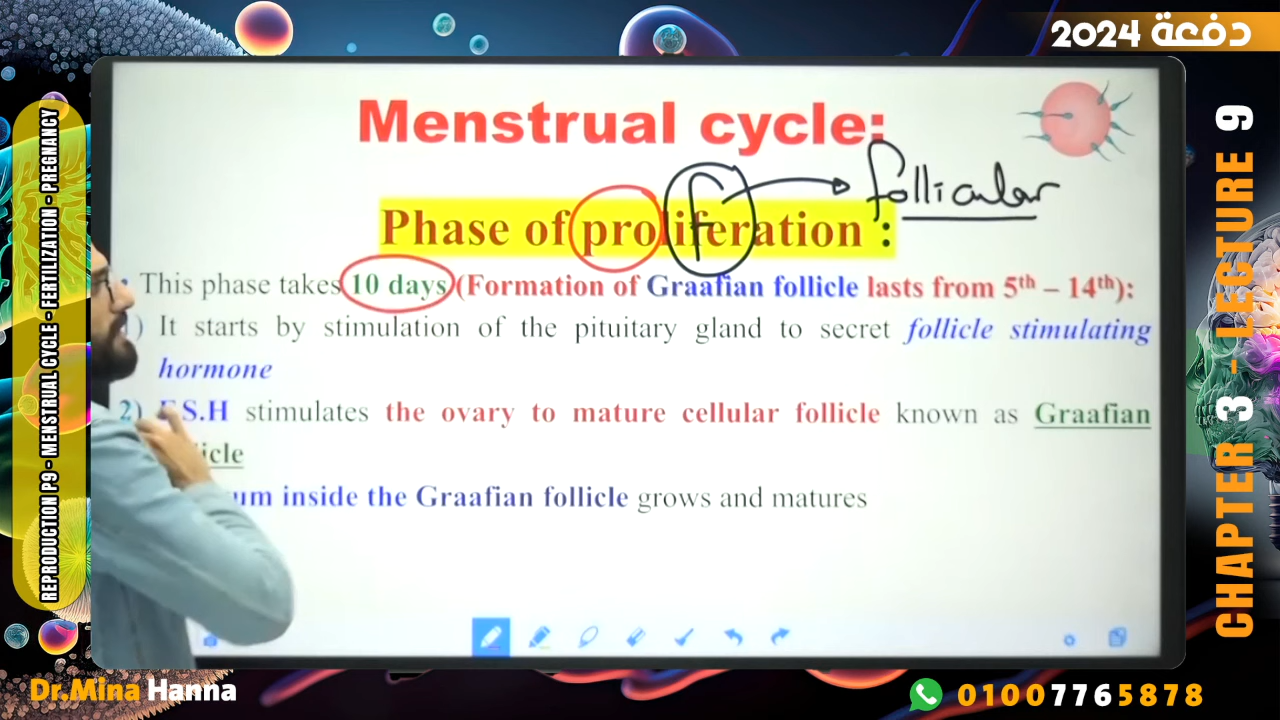 دفعة 2024
Menstrual cycle:
F → follicular
Phase of proliferation :
This phase takes 10 days (Formation of Graafian follicle lasts from 5th – 14th):
) It starts by stimulation of the pituitary gland to secret follicle stimulating
hormone
2) F.S.H stimulates the ovary to mature cellular follicle known as Graafian
icle
um inside the Graafian follicle grows and matures
REPRODUCTION P9 - MENSTRUAL CYCLE - FERTILIZATION - PREGNANCY
CHAPTER 3 - LECTURE 9
Dr.Mina Hanna
01007765878